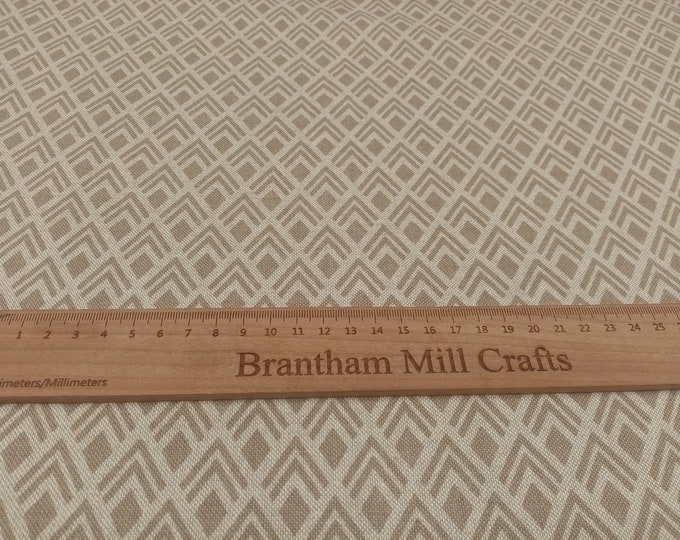 1 2 3 4 5 6 7 8 9 10 11 12 13 14 15 16 17 18 19 20 21 22 23 24 25
Brantham Mill Crafts
imeters/Millimeters